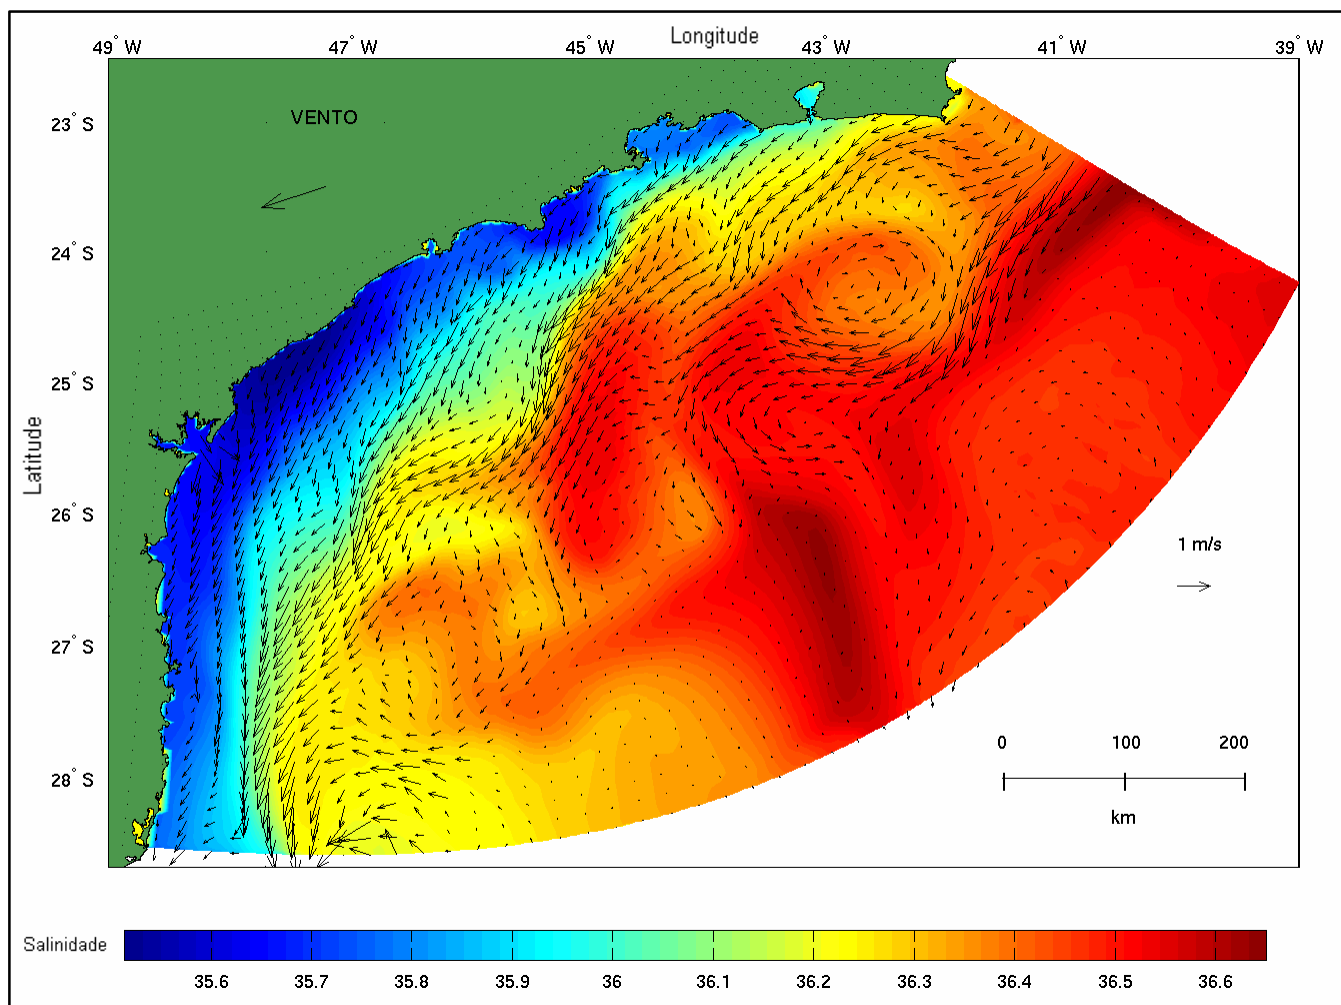 Longitude
49° W 47° W 45° W 43° W 41° W 39° W
VENTO
23° S
24° S
25° S
26° S
27° S
28° S
Latitude
1 m/s
0 100 200
km
Salinidade
35.6 35.7 35.8 35.9 36 36.1 36.2 36.3 36.4 36.5 36.6